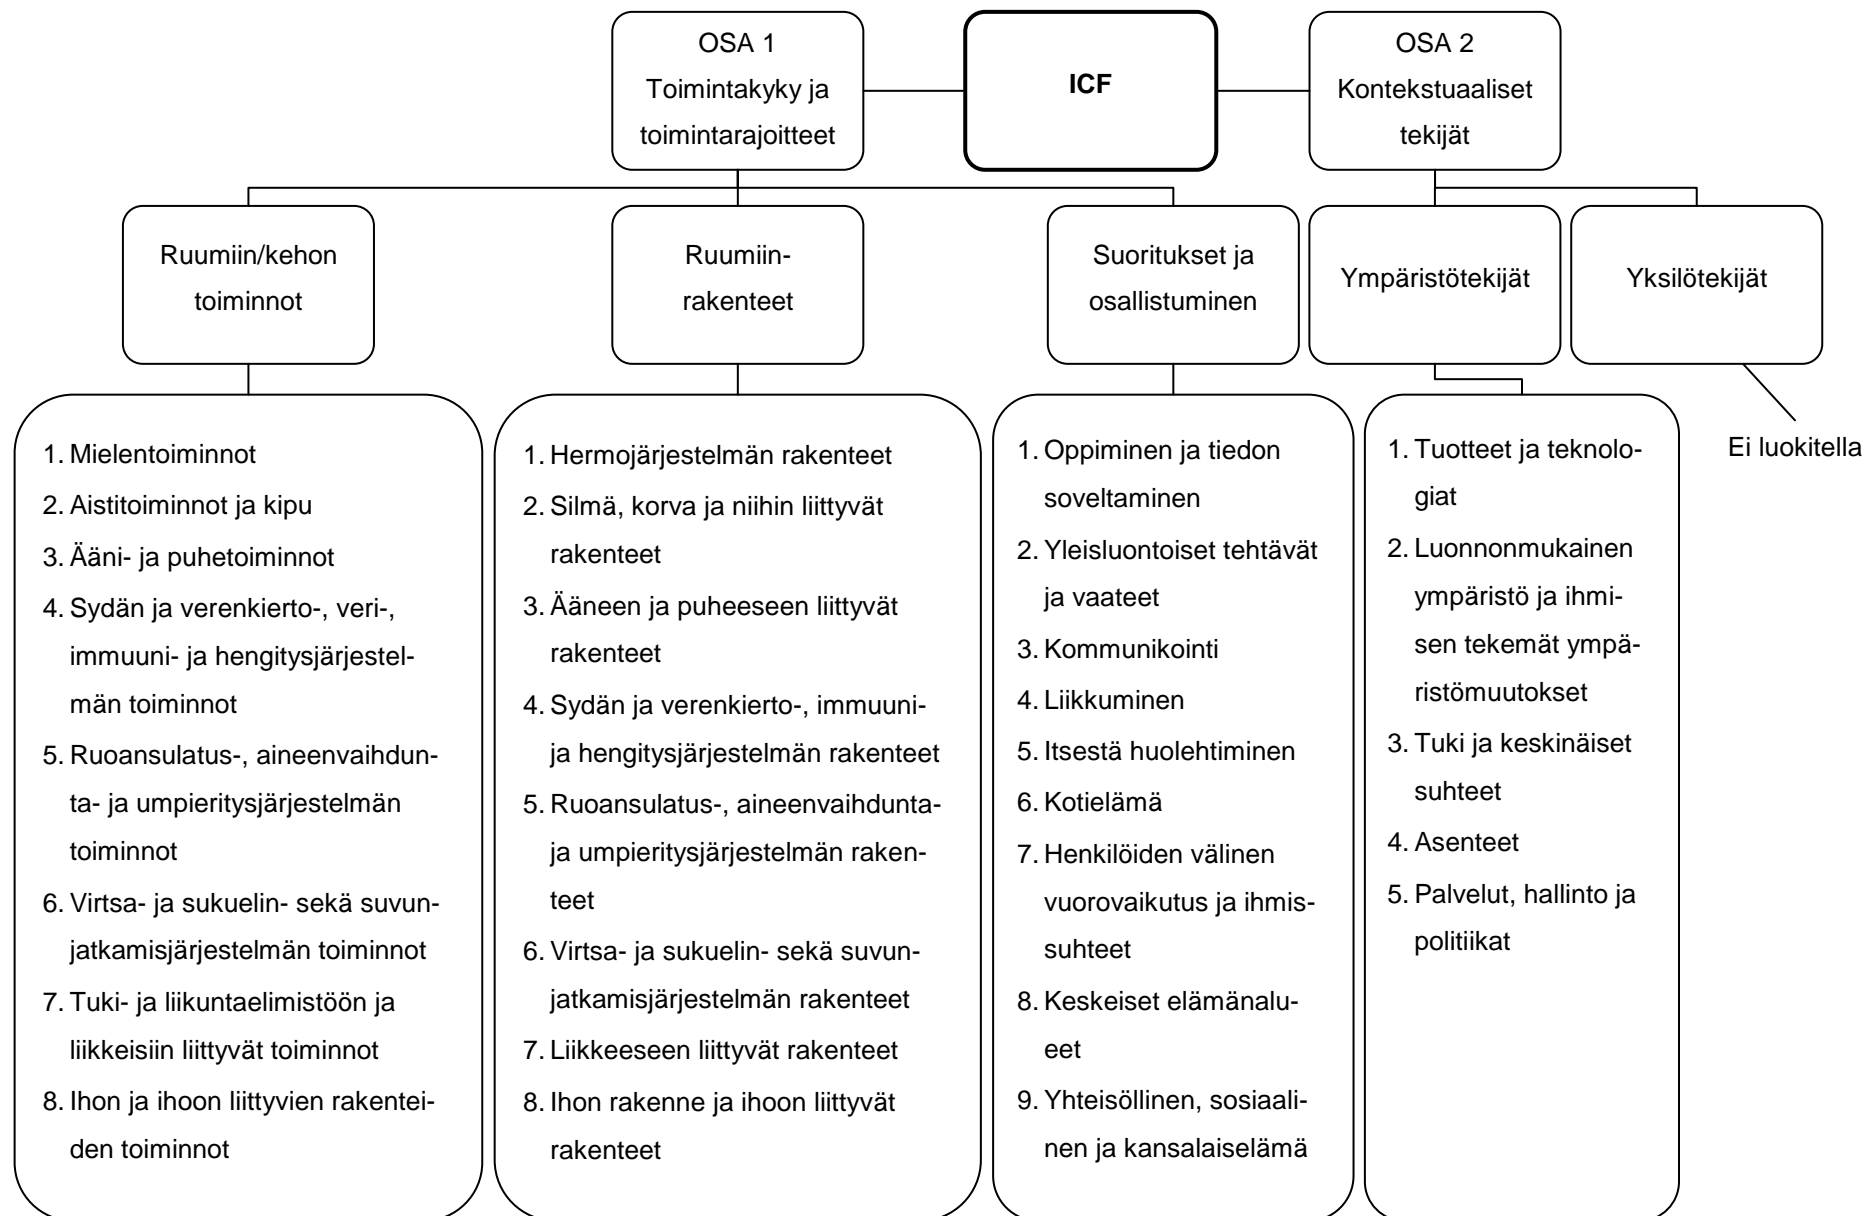 OSA 1
Toimintakyky ja
toimintarajoitteet
ICF
OSA 2
Kontekstuaaliset
tekijät
Ruumiin/kehon
toiminnot
Ruumiin-
rakenteet
Suoritukset ja
osallistuminen
Ympäristötekijät
Yksilötekijät
1. Mielentoiminnot
2. Aistitoiminnot ja kipu
3. Ääni- ja puhetoiminnot
4. Sydän ja verenkierto-, veri-,
immuuni- ja hengitysjärjestel-
män toiminnot
5. Ruoansulatus-, aineenvaihdun-
ta- ja umpieritysjärjestelmän
toiminnot
6. Virtsa- ja sukuelin- sekä suvun-
jatkamisjärjestelmän toiminnot
7. Tuki- ja liikuntaelimistöön ja
liikkeisiin liittyvät toiminnot
8. Ihon ja ihoon liittyvien rakentei-
den toiminnot
1. Hermojärjestelmän rakenteet
2. Silmä, korva ja niihin liittyvät
rakenteet
3. Ääneen ja puheeseen liittyvät
rakenteet
4. Sydän ja verenkierto-, immuuni-
ja hengitysjärjestelmän rakenteet
5. Ruoansulatus-, aineenvaihdunta-
ja umpieritysjärjestelmän raken-
teet
6. Virtsa- ja sukuelin- sekä suvun-
jatkamisjärjestelmän rakenteet
7. Liikkeeseen liittyvät rakenteet
8. Ihon rakenne ja ihoon liittyvät
rakenteet
1. Oppiminen ja tiedon
soveltaminen
2. Yleisluontoiset tehtävät
ja vaateet
3. Kommunikointi
4. Liikkuminen
5. Itsestä huolehtiminen
6. Kotielämä
7. Henkilöiden välinen
vuorovaikutus ja ihmis-
suhteet
8. Keskeiset elämänalu-
eet
9. Yhteisöllinen, sosiaali-
nen ja kansalaiselämä
1. Tuotteet ja teknolo-
giat
2. Luonnonmukainen
ympäristö ja ihmi-
sen tekemät ympä-
ristömuutokset
3. Tuki ja keskinäiset
suhteet
4. Asenteet
5. Palvelut, hallinto ja
politiikat
Ei luokitella